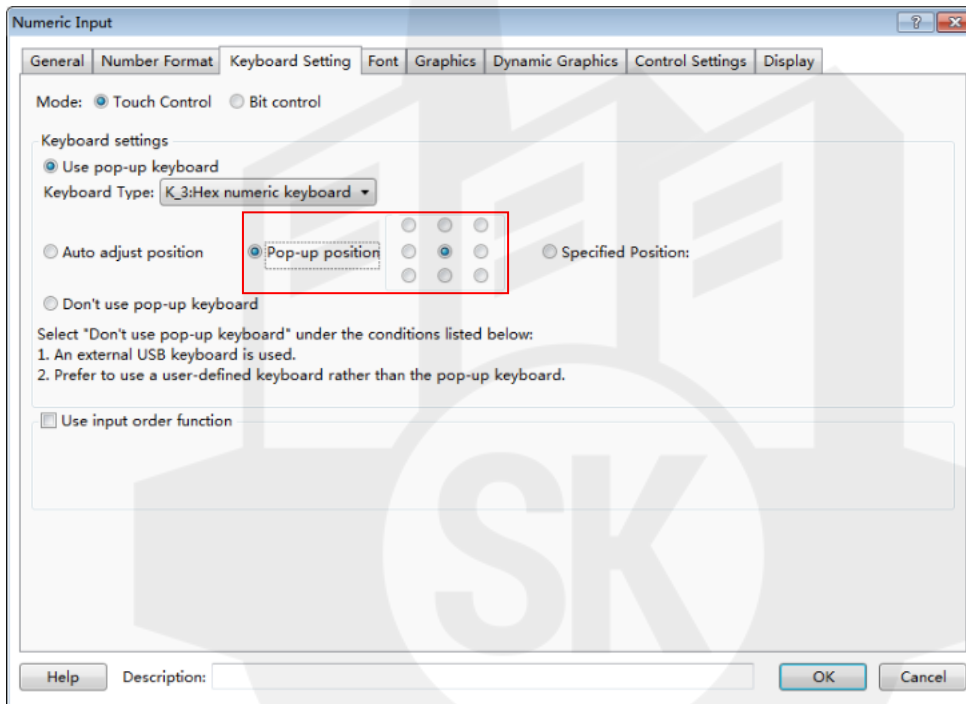 Numeric Input
General Number Format Keyboard Setting Font Graphics Dynamic Graphics Control Settings Display
Mode: Touch Control Bit control
Keyboard settings
Use pop-up keyboard
Keyboard Type: K_3:Hex numeric keyboard
Auto adjust position Pop-up position Specified Position:
Don't use pop-up keyboard
Select "Don't use pop-up keyboard" under the conditions listed below:
1. An external USB keyboard is used.
2. Prefer to use a user-defined keyboard rather than the pop-up keyboard.
Use input order function
SK
Help Description: OK Cancel